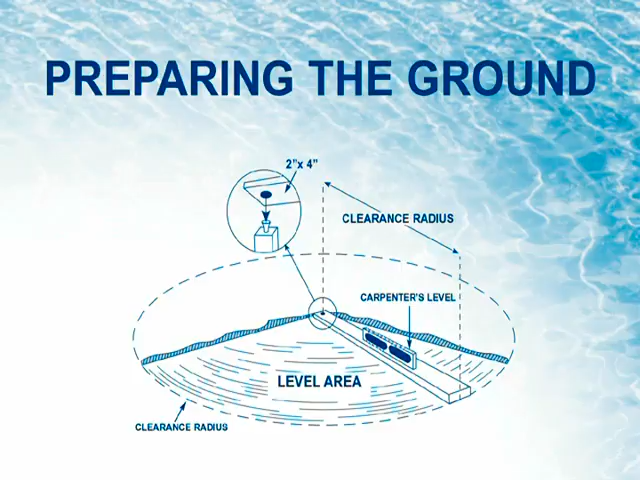 PREPARING THE GROUND
2"x 4"
CLEARANCE RADIUS
CARPENTER'S LEVEL
LEVEL AREA
CLEARANCE RADIUS